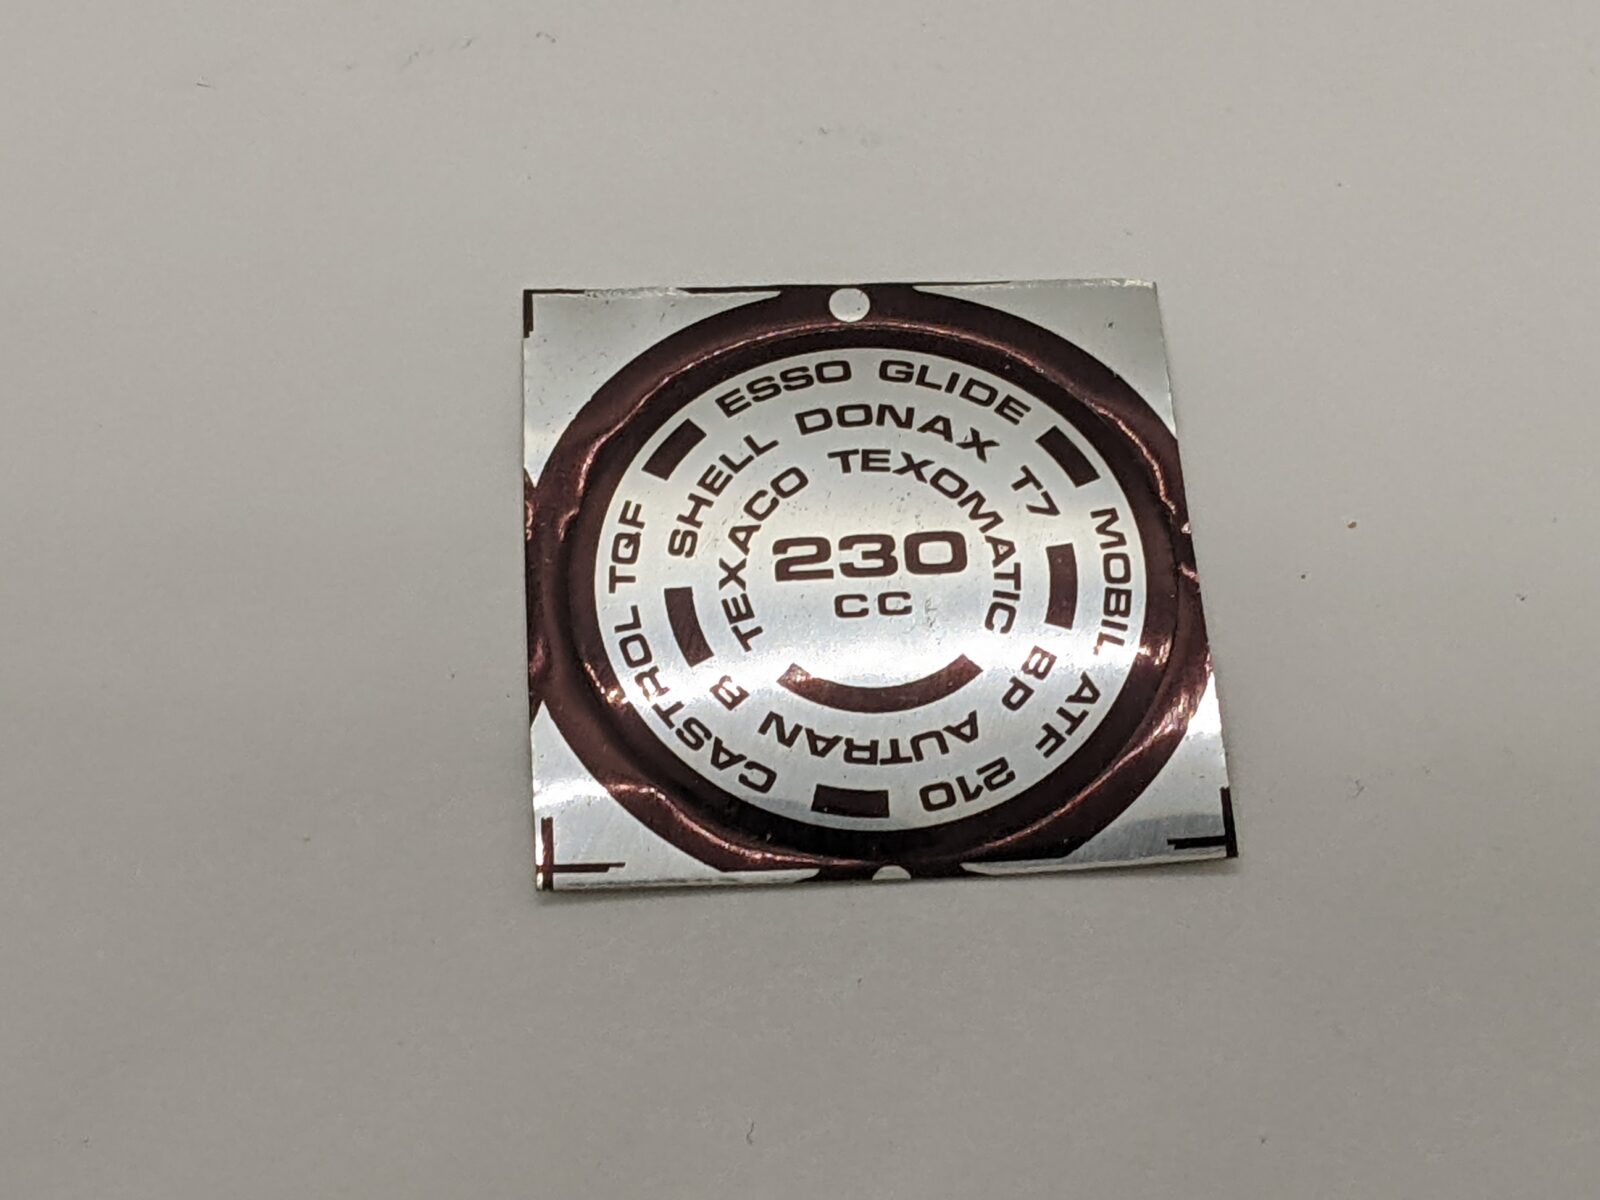 ESSO GLIDE
MOBIL ATF 210
CASTROL TQF
SHELL DONAX T7
BP AUTRAN B
TEXACO TEXOMATIC
230
CC